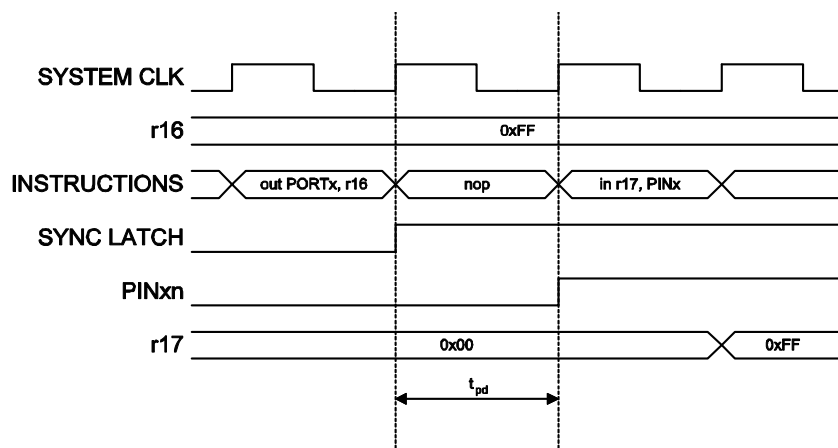 SYSTEM CLK
r16 0xFF
INSTRUCTIONS out PORTx, r16 nop in r17, PINx
SYNC LATCH
PINxn
r17 0x00 0xFF
tpd